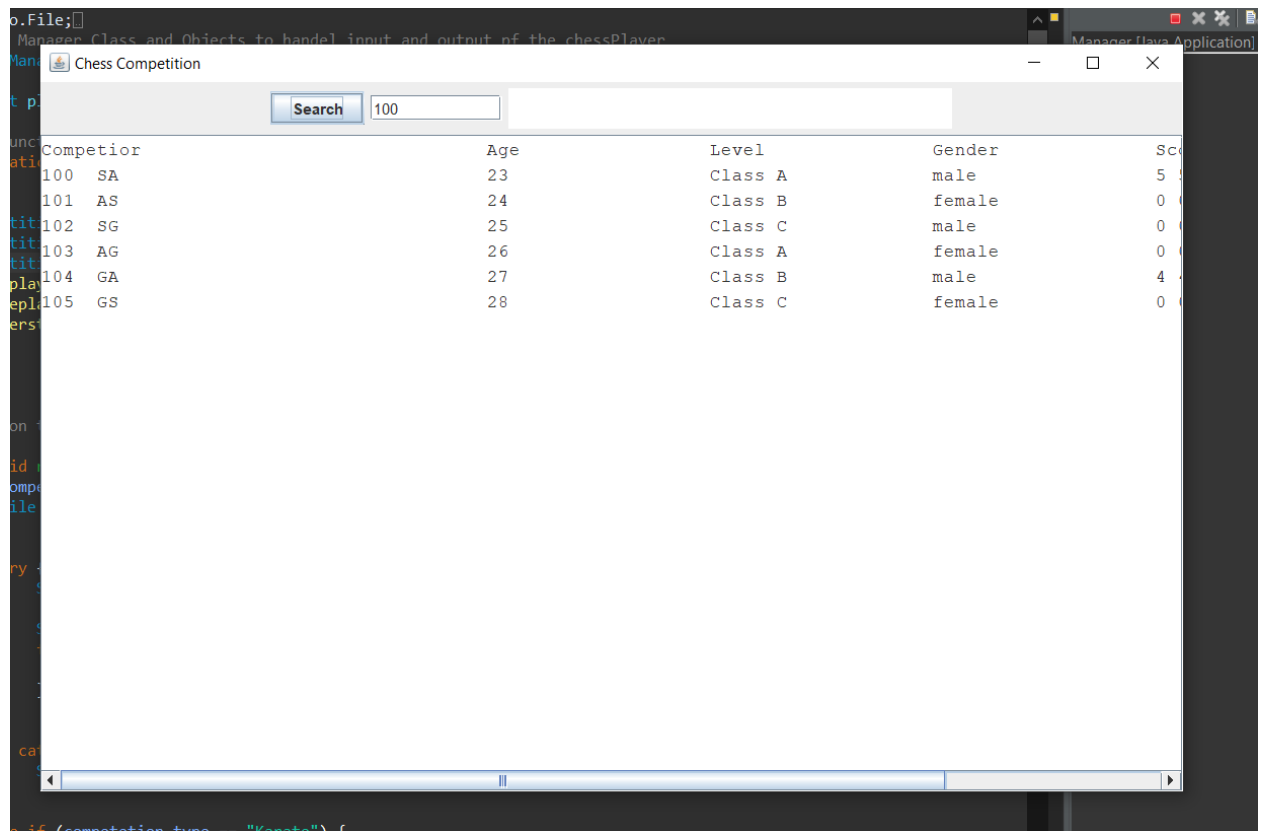 o.File;
Manager Class and Objects to handel input and output of the chessPlayer
Manager [Java Application]
Chess Competition
Search 100
Competior Age Level Gender
100 SA 23 Class A male 5
101 AS 24 Class B female 0
102 SG 25 Class C male 0
103 AG 26 Class A female 0
104 GA 27 Class B male 4
105 GS 28 Class C female 0
if (competetion_type "Karate") {